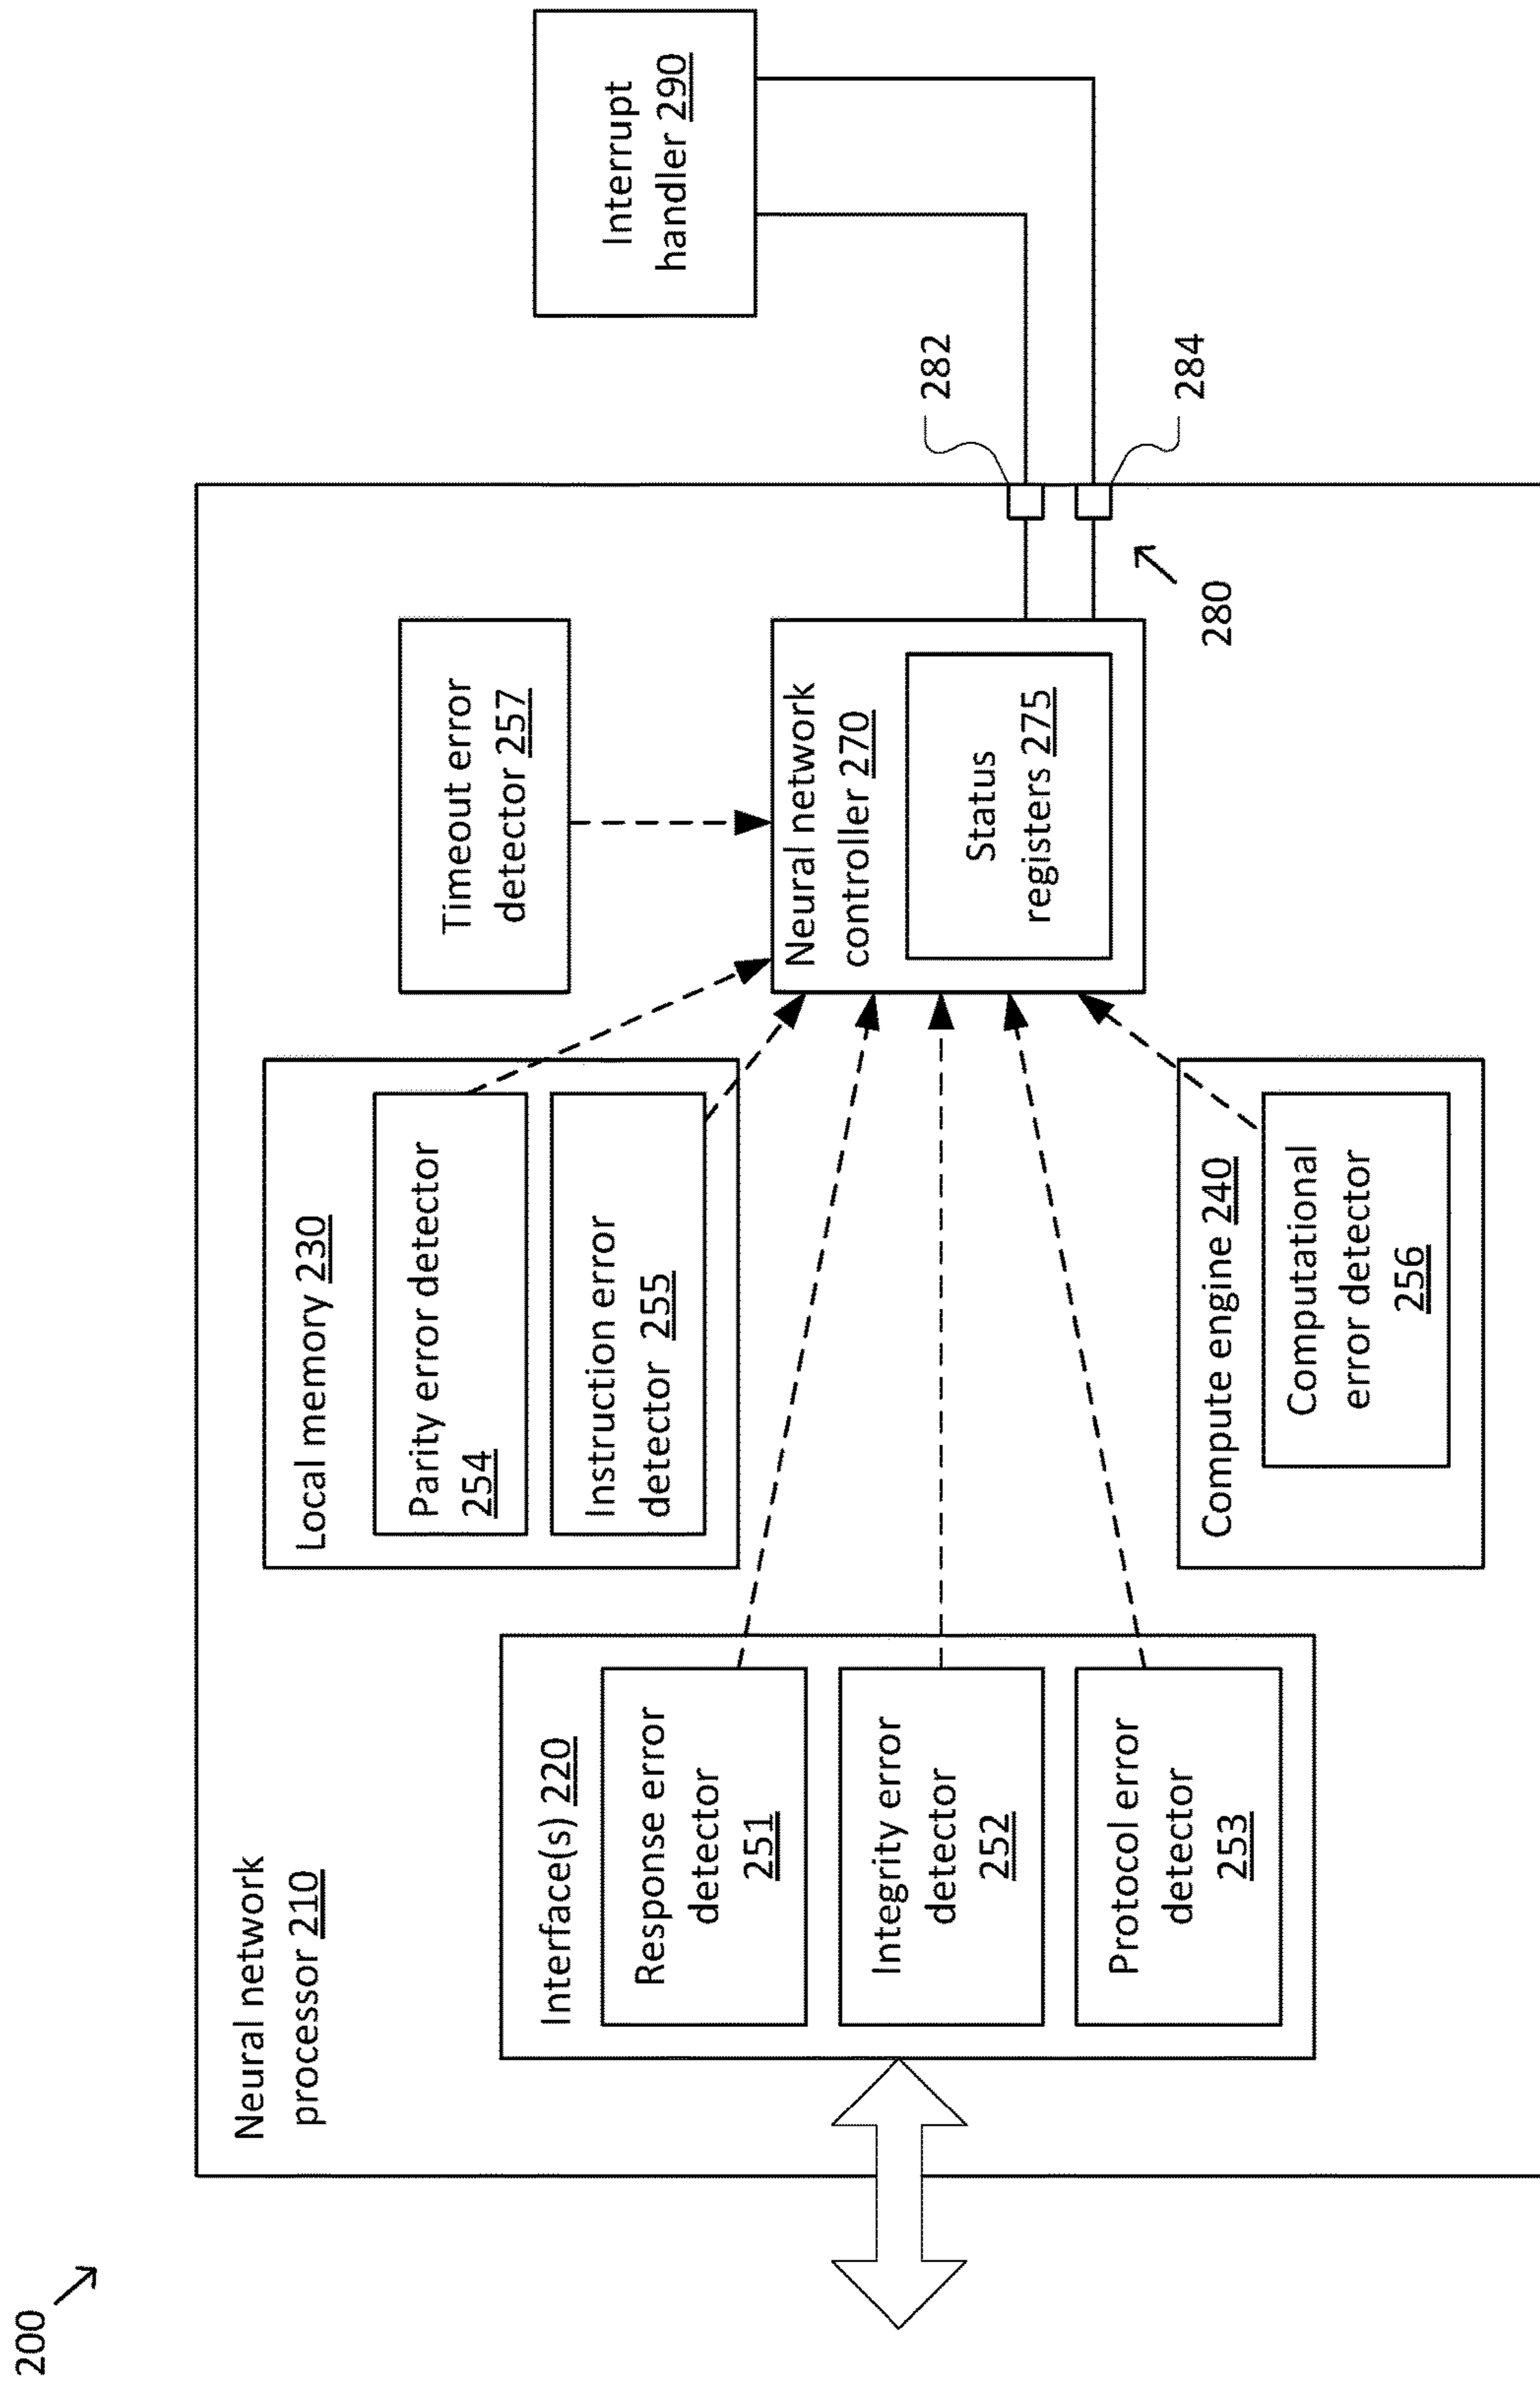 200
Neural network
processor 210
Interface(s) 220
Response error
detector
251
Integrity error
detector
252
Protocol error
detector
253
Local memory 230
Parity error detector
254
Instruction error
detector 255
Compute engine 240
Computational
error detector
256
Timeout error
detector 257
Neural network
controller 270
Status
registers 275
280
282
284
Interrupt
handler 290